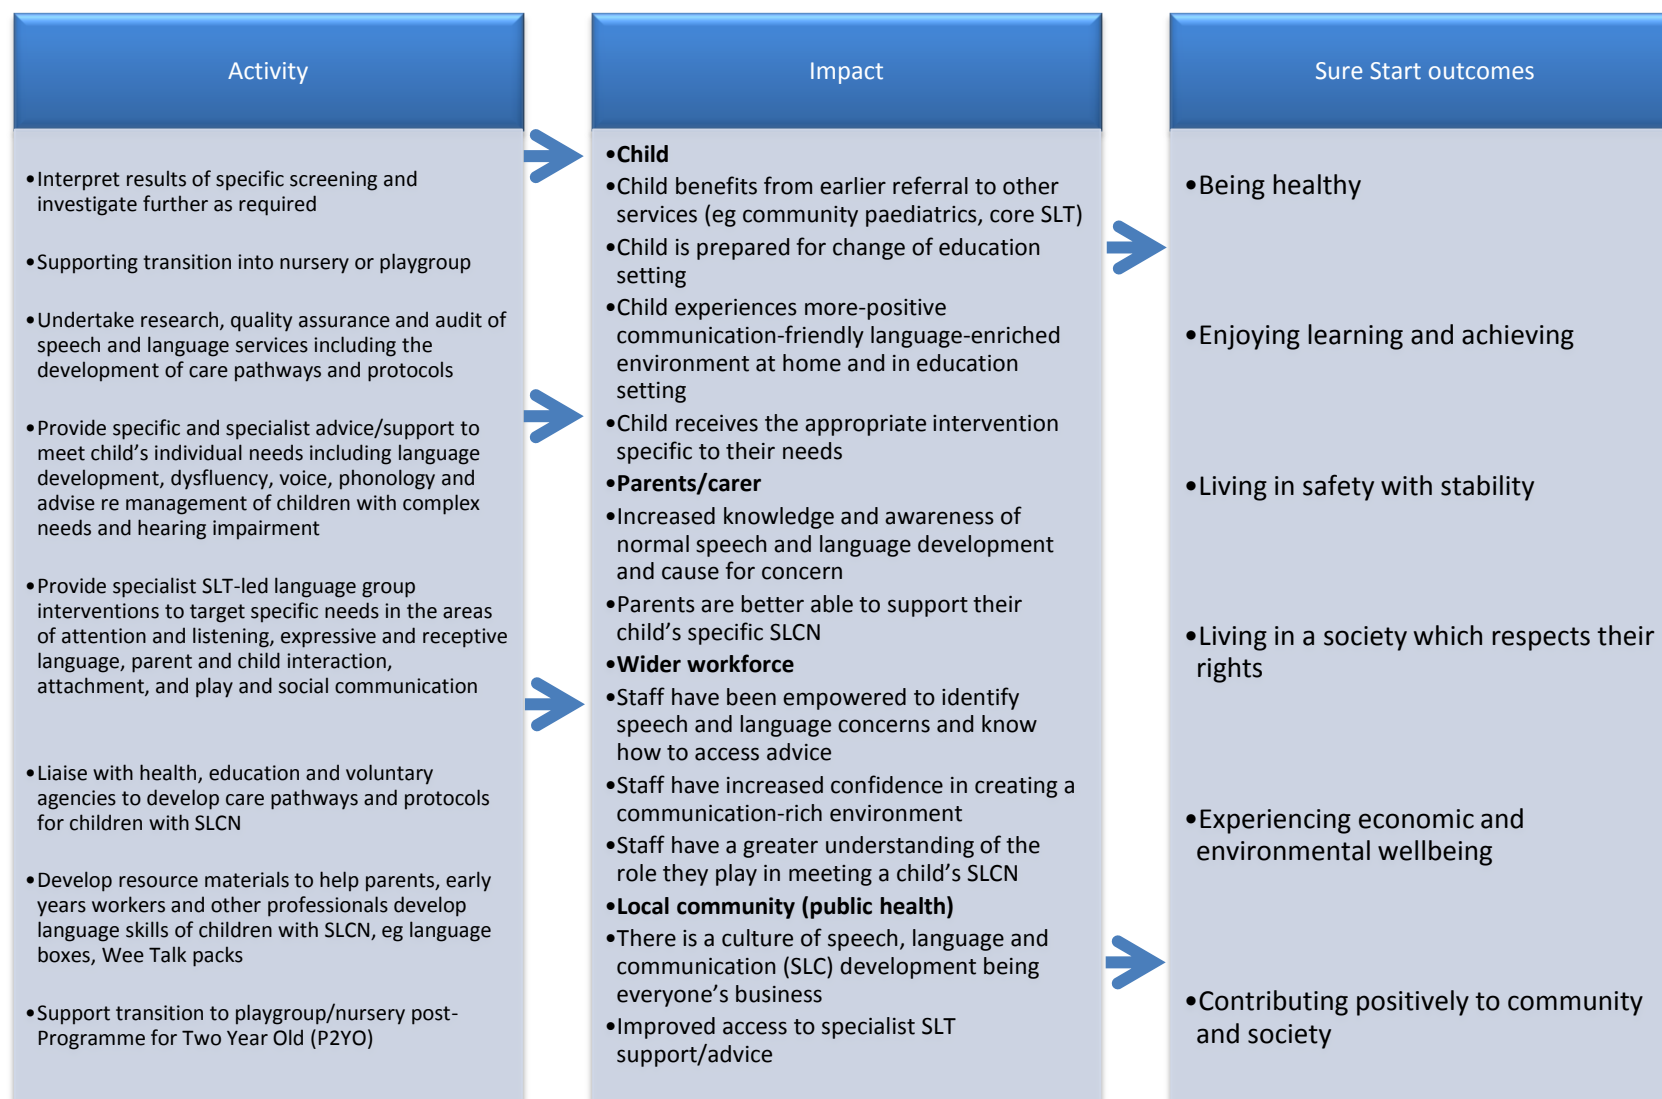 Activity
•Interpret results of specific screening and
investigate further as required
•Supporting transition into nursery or playgroup
•Undertake research, quality assurance and audit of
speech and language services including the
development of care pathways and protocols
•Provide specific and specialist advice/support to
meet child's individual needs including language
development, dysfluency, voice, phonology and
advise re management of children with complex
needs and hearing impairment
•Provide specialist SLT-led language group
interventions to target specific needs in the areas
of attention and listening, expressive and receptive
language, parent and child interaction,
attachment, and play and social communication
•Liaise with health, education and voluntary
agencies to develop care pathways and protocols
for children with SLCN
•Develop resource materials to help parents, early
years workers and other professionals develop
language skills of children with SLCN, eg language
boxes, Wee Talk packs
•Support transition to playgroup/nursery post-
Programme for Two Year Old (P2YO)
Impact
•Child
•Child benefits from earlier referral to other
services (eg community paediatrics, core SLT)
•Child is prepared for change of education
setting
•Child experiences more-positive
communication-friendly language-enriched
environment at home and in education
setting
•Child receives the appropriate intervention
specific to their needs
•Parents/carer
•Increased knowledge and awareness of
normal speech and language development
and cause for concern
•Parents are better able to support their
child's specific SLCN
•Wider workforce
•Staff have been empowered to identify
speech and language concerns and know
how to access advice
•Staff have increased confidence in creating a
communication-rich environment
•Staff have a greater understanding of the
role they play in meeting a child's SLCN
•Local community (public health)
•There is a culture of speech, language and
communication (SLC) development being
everyone's business
•Improved access to specialist SLT
support/advice
Sure Start outcomes
•Being healthy
•Enjoying learning and achieving
•Living in safety with stability
•Living in a society which respects their
rights
•Experiencing economic and
environmental wellbeing
•Contributing positively to community
and society